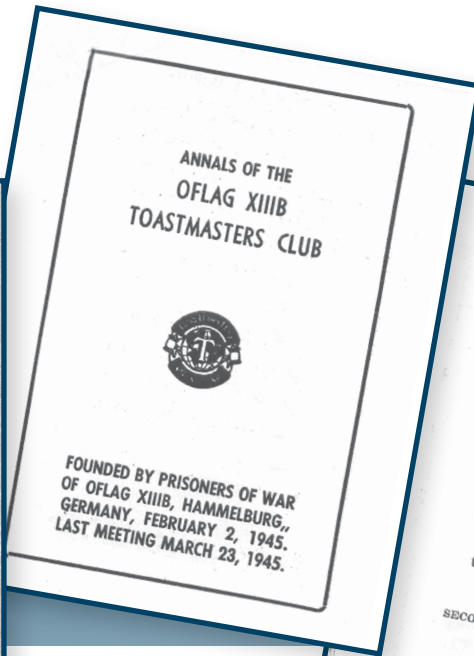 ANNALS OF THE
OFLAG XIIIB
TOASTMASTERS CLUB
FOUNDED BY PRISONERS OF WAR
OF OFLAG XIIIB, HAMMELBURG,,
GERMANY, FEBRUARY 2, 1945.
LAST MEETING MARCH 23, 1945.
SECO